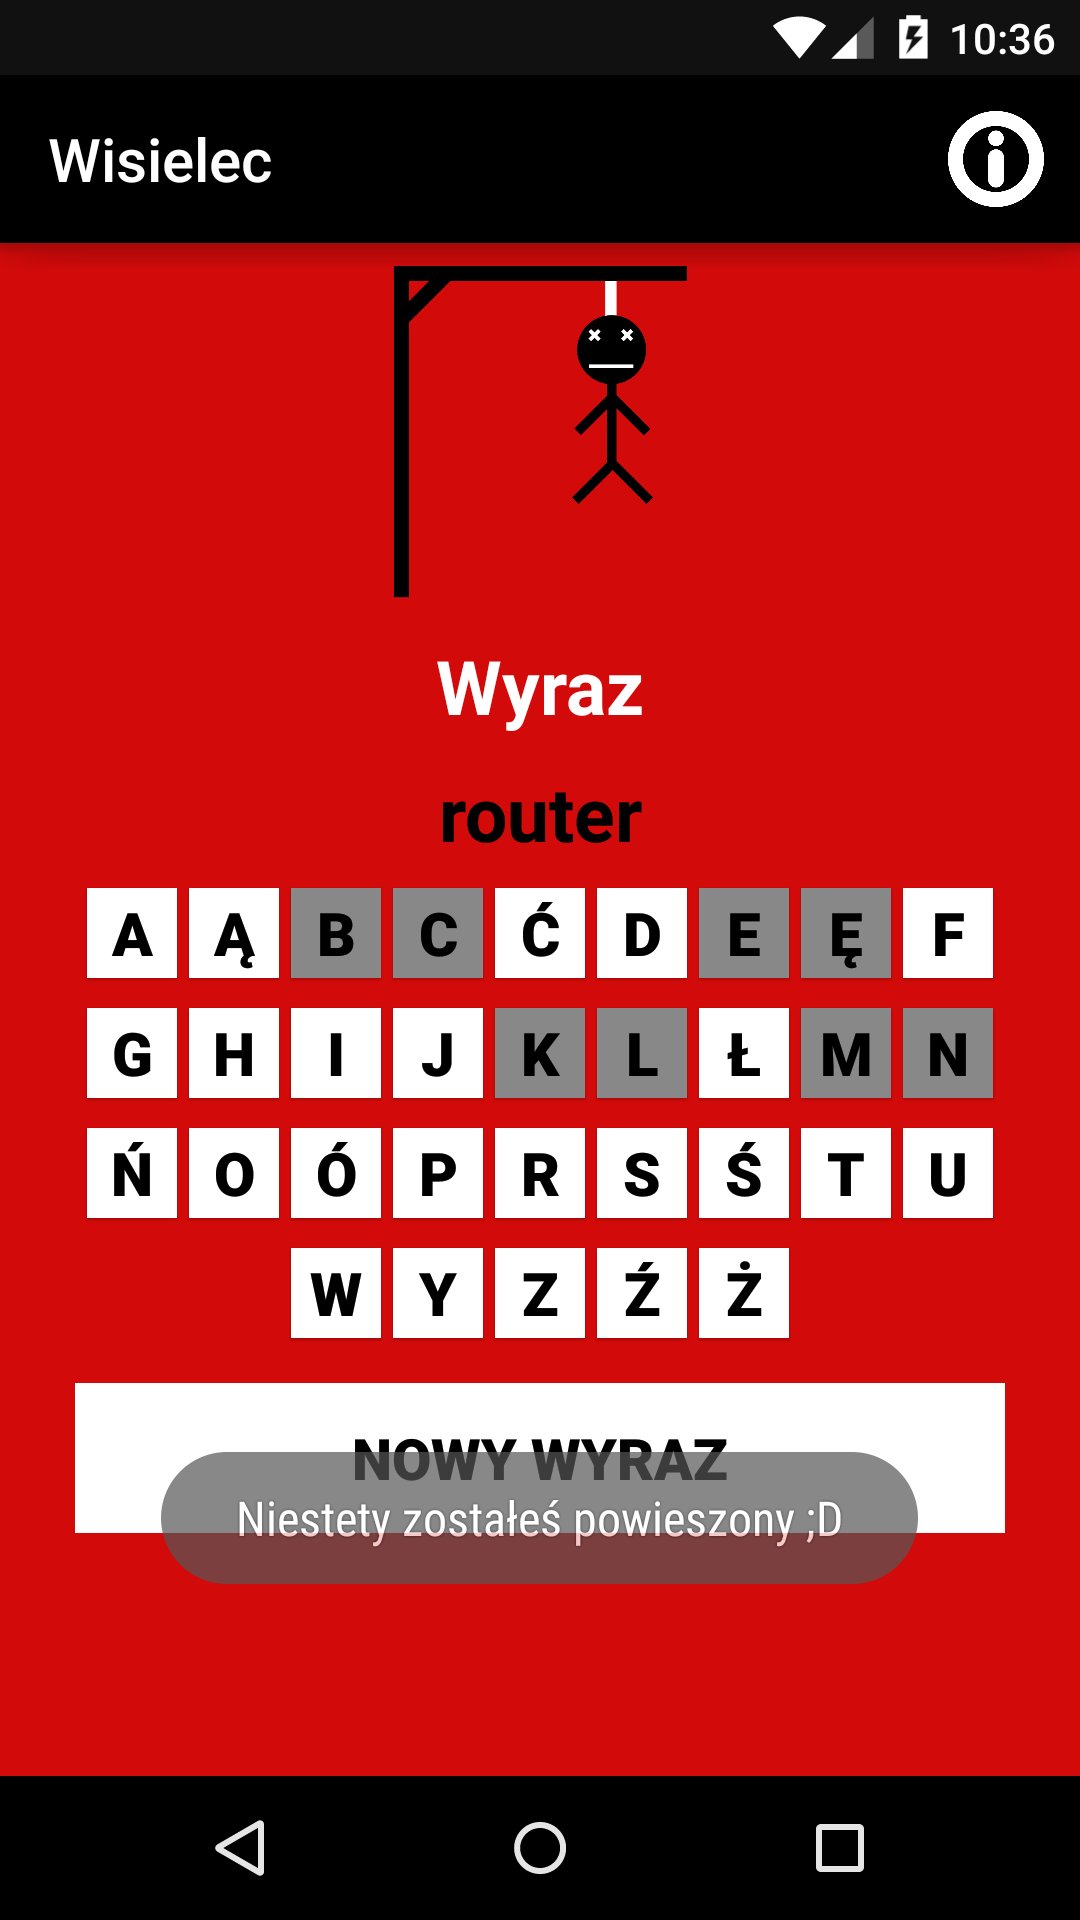 10:36
Wisielec
Wyraz
router
A Ą B C Ć D E Ę F
G H I J K L Ł M N
Ń O Ó P R S Ś T U
W Y Z Ź Ż
NOWY WYRAZ
Niestety zostałeś powieszony ;D